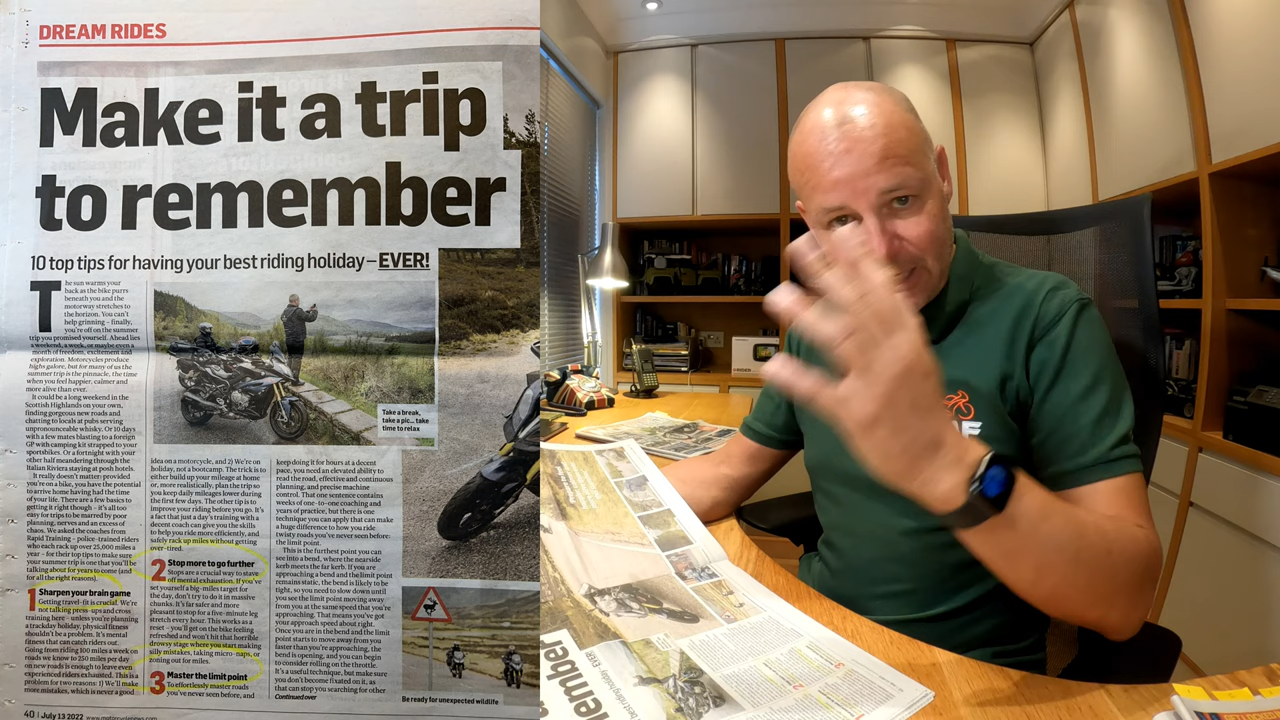 DREAM RIDES
Make it a trip
to remember
10 top tips for having your best riding holiday – EVER!
The sun warms your
back as the bike purrs
beneath you and the
motorway stretches to
the horizon. You can't
help grinning – finally,
you're off on the summer
trip you promised yourself. Ahead lies
a weekend, a week, or maybe even a
month of freedom, excitement and
exploration. Motorcycles produce
highs galore, but for many of us the
summer trip is the pinnacle, the time
when you feel happier, calmer and
more alive than ever.
It could be a long weekend in the
Scottish Highlands on your own,
finding gorgeous new roads and
chatting to locals at pubs serving
unpronounceable whisky. Or 10 days
with a few mates blasting to a foreign
GP with camping kit strapped to your
sportsbikes. Or a fortnight with your
other half meandering through the
Italian Riviera staying at posh hotels.
It really doesn't matter: provided
you're on a bike, you have the potential
to arrive home having had the time
of your life. There are a few basics to
getting it right though – it's all too
easy for trips to be marred by poor
planning, nerves and an excess of
chaos. We asked the coaches from
Rapid Training – police-trained riders
who each rack up over 25,000 miles a
year – for their top tips to make sure
your summer trip is one that you'll be
talking about for years to come (and
for all the right reasons).
1 Sharpen your brain game
Getting travel-fit is crucial. We're
not talking press-ups and cross
training here – unless you're planning
a trackday holiday, physical fitness
shouldn't be a problem. It's mental
fitness that can catch riders out.
Going from riding 100 miles a week on
roads we know to 250 miles per day
on new roads is enough to leave even
experienced riders exhausted. This is a
problem for two reasons: 1) We'll make
more mistakes, which is never a good
Take a break,
take a pic... take
time to relax
idea on a motorcycle, and 2) We're on
holiday, not a bootcamp. The trick is to
either build up your mileage at home
or, more realistically, plan the trip so
you keep daily mileages lower during
the first few days. The other tip is to
improve your riding before you go. It's a
fact that just a day's training with a
decent coach can give you the skills
to help you ride more efficiently, and
safely rack up miles without getting
over-tired.
2 Stop more to go further
Stops are a crucial way to stave
off mental exhaustion. If you've
set yourself a big-miles target for
the day, don't try to do it in massive
chunks. It's far safer and more
pleasant to stop for a five-minute leg
stretch every hour. This works as a
reset – you'll get on the bike feeling
refreshed and won't hit that horrible
drowsy stage where you start making
silly mistakes, taking micro-naps, or
zoning out for miles.
3 Master the limit point
To effortlessly master roads
you've never seen before, and
keep doing it for hours at a decent
pace, you need an elevated ability to
read the road, effective and continuous
planning, and precise machine
control. That one sentence contains
weeks of one-to-one coaching and
years of practice, but there is one
technique you can apply that can make
a huge difference to how you ride
twisty roads you've never seen before:
the limit point.
This is the furthest point you can
see into a bend, where the nearside
kerb meets the far kerb. If you are
approaching a bend and the limit point
remains static, the bend is likely to be
tight, so you need to slow down until
you see the limit point moving away
from you at the same speed that you're
approaching. That means you've got
your approach speed about right.
Once you are in the bend and the limit
point starts to move away from you
faster than you're approaching, the
bend is opening, and you can begin
to consider rolling on the throttle.
It's a useful technique, but make sure
you don't become fixated on it, as
that can stop you searching for other
Continued over
Be ready for unexpected wildlife
40 | July 13 2022 www.motorcyclenews.com